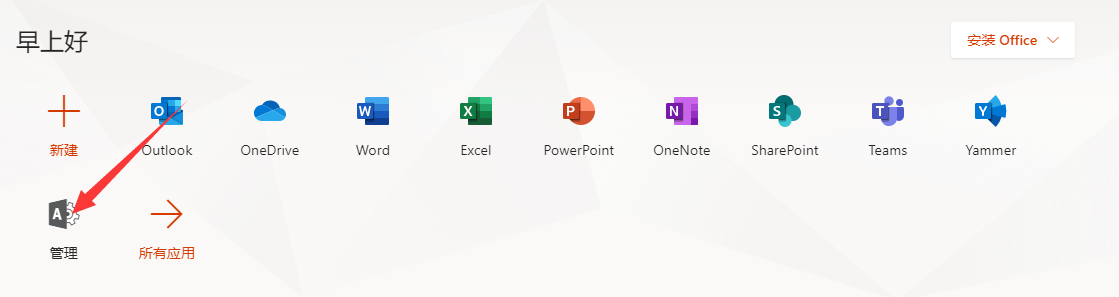 早上好
安装 Office
新建
Outlook
OneDrive
Word
Excel
PowerPoint
OneNote
SharePoint
Teams
Yammer
管理
所有应用